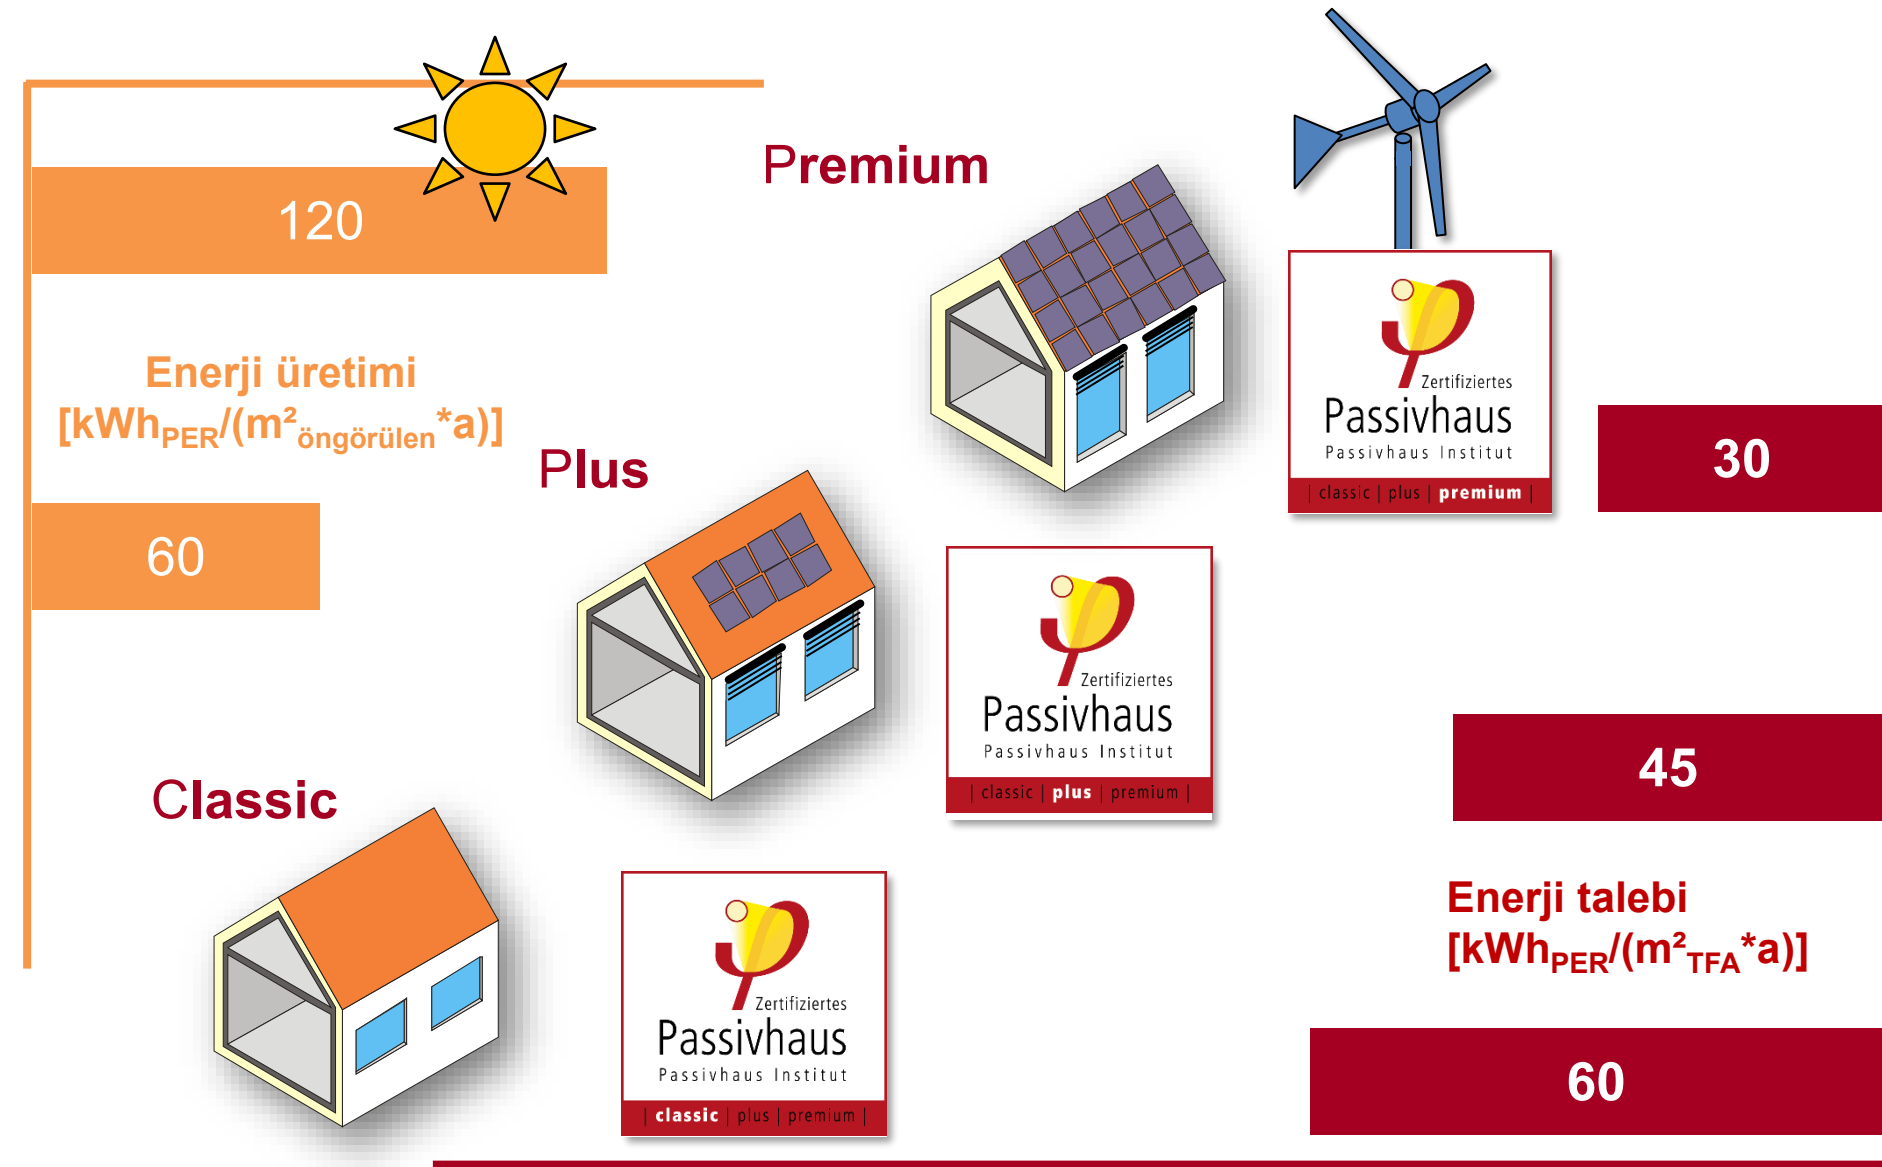 Premium
120
Enerji üretimi
[kWhPER/(m²öngörülen*a)]
Zertifiziertes
Passivhaus
Passivhaus Institut
| classic | plus | premium |
30
Plus
60
Zertifiziertes
Passivhaus
Passivhaus Institut
| classic | plus | premium |
45
Classic
Enerji talebi
[kWhPER/(m²TFA*a)]
Zertifiziertes
Passivhaus
Passivhaus Institut
| classic | plus | premium |
60